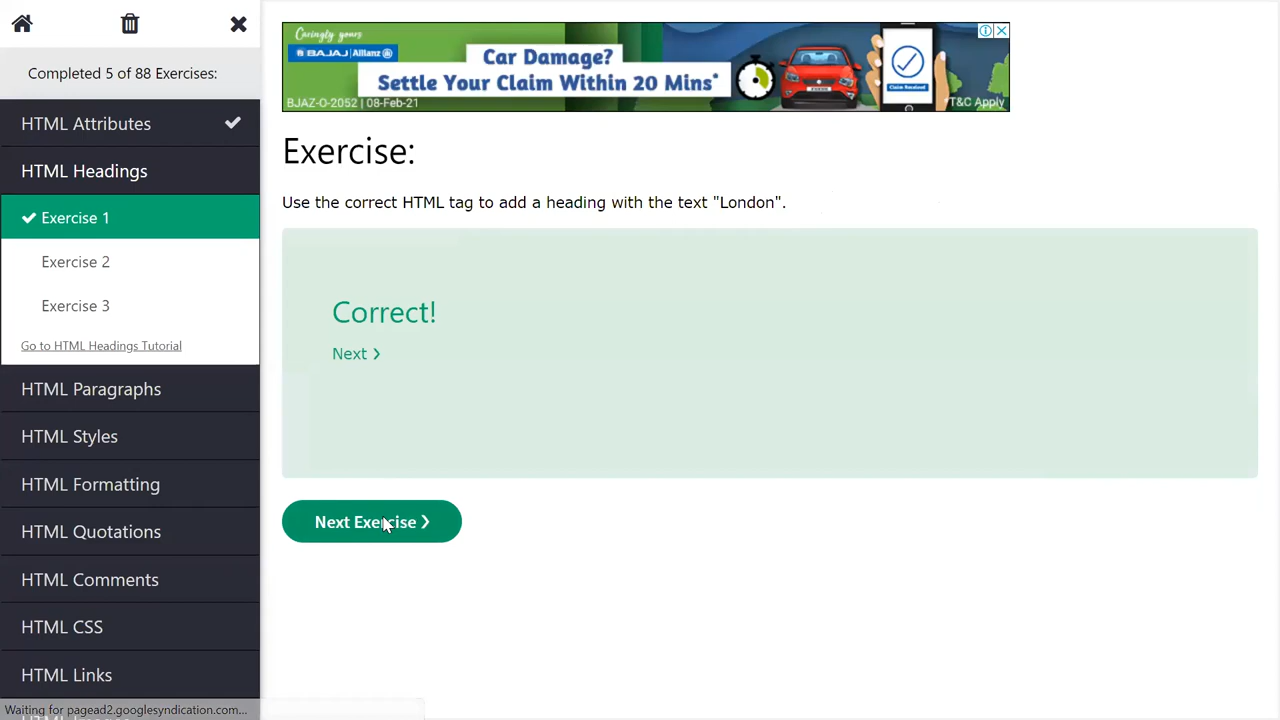 Completed 5 of 88 Exercises:
HTML Attributes
HTML Headings
Exercise 1
Exercise 2
Exercise 3
Go to HTML Headings Tutorial
HTML Paragraphs
HTML Styles
HTML Formatting
HTML Quotations
HTML Comments
HTML CSS
HTML Links
Waiting for pagead2.googlesyndication.com...
Caringly yours
BAJAJ Allianz
Car Damage?
Settle Your Claim Within 20 Mins*
BJAZ-O-2052 | 08-Feb-21
Claim Received
*T&C Apply
Exercise:
Use the correct HTML tag to add a heading with the text "London".
Correct!
Next ❯
Next Exercise ❯